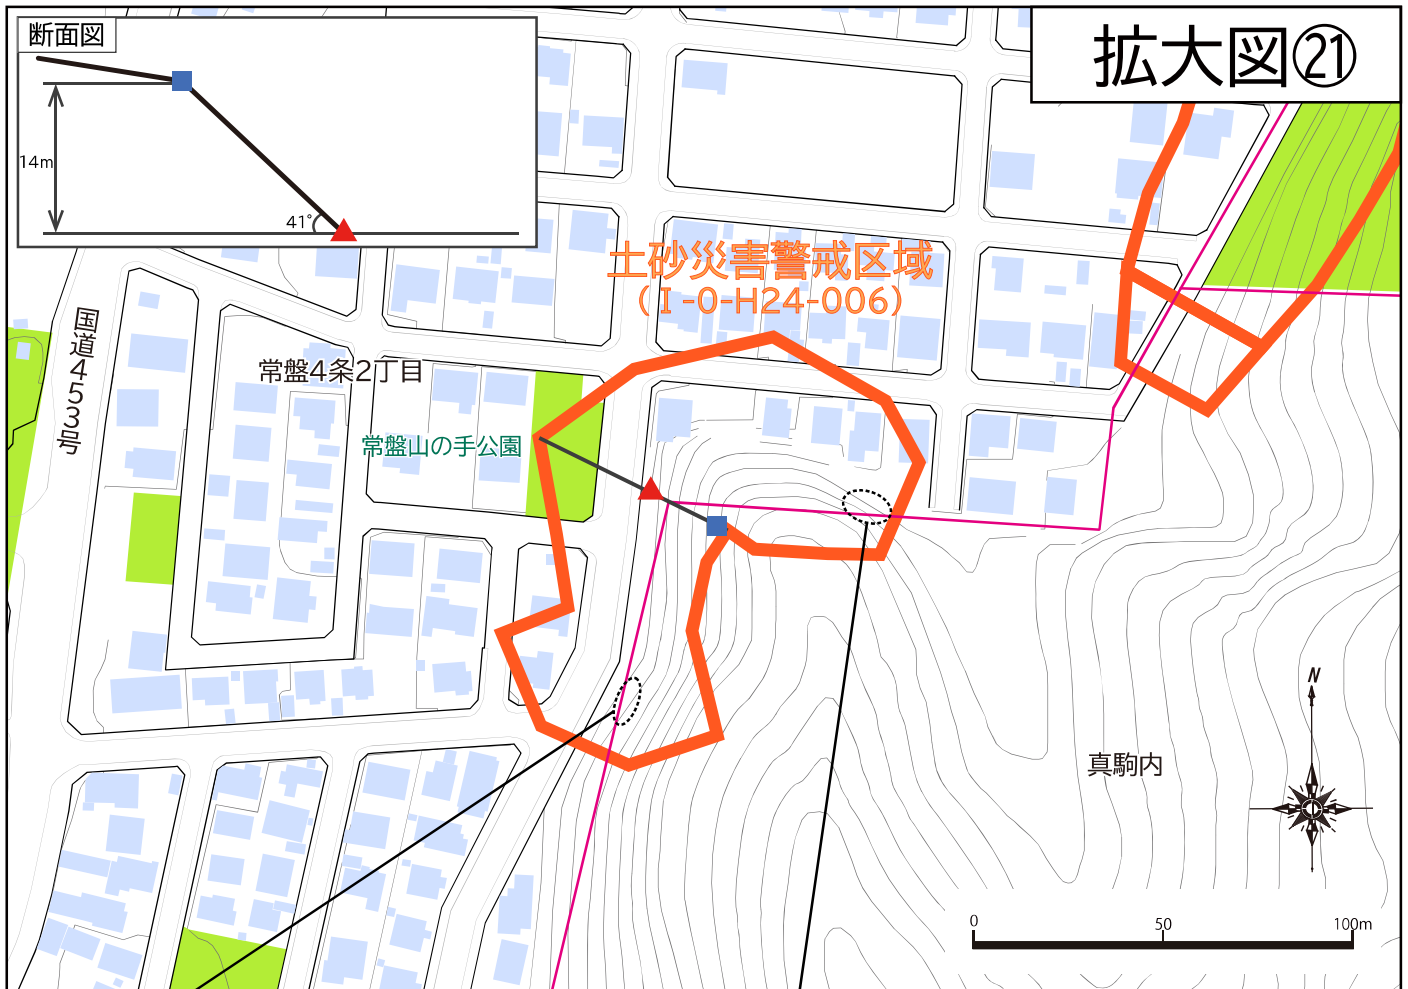 断面図
14m
41°
拡大図㉑
土砂災害警戒区域
(Ⅰ-0-H24-006)
国道453号
常盤4条2丁目
常盤山の手公園
真駒内
N
0 50 100m